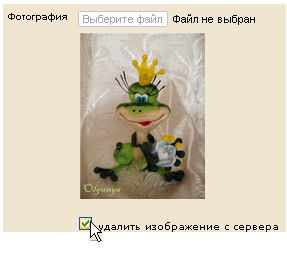 Фотография
Выберите файл Файл не выбран
Olgunya
удалить изображение с сервера